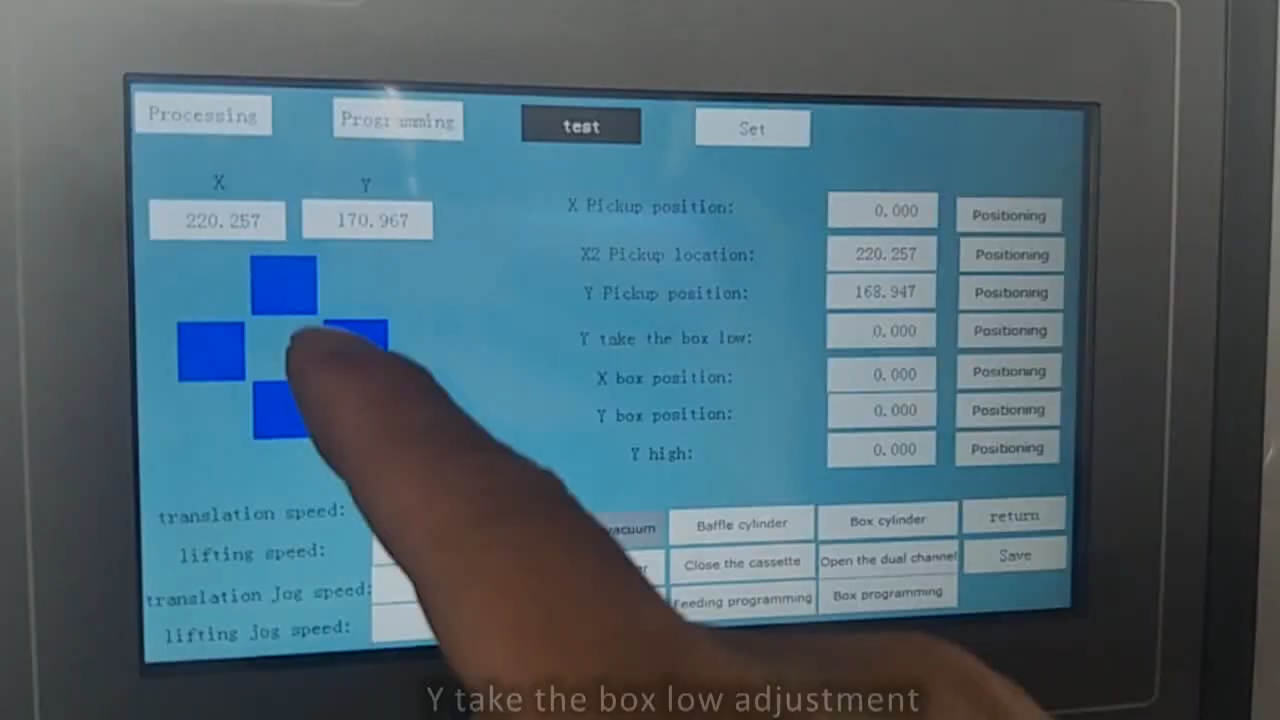 Processing Programming test Set
X Y
220.257 170.967
X Pickup position: 0.000 Positioning
X2 Pickup location: 220.257 Positioning
Y Pickup position: 168.947 Positioning
Y take the box low: 0.000 Positioning
X box position: 0.000 Positioning
Y box position: 0.000 Positioning
Y high: 0.000 Positioning
translation speed: vacuum Baffle cylinder Box cylinder return
lifting speed: Close the cassette Open the dual channel Save
translation Jog speed: Feeding programming Box programming
lifting jog speed:
Y take the box low adjustment